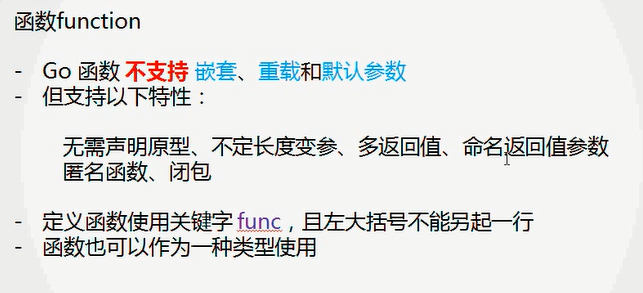 函数function
- Go 函数 不支持 嵌套、重载和默认参数
- 但支持以下特性：
无需声明原型、不定长度变参、多返回值、命名返回值参数
匿名函数、闭包
- 定义函数使用关键字 func，且左大括号不能另起一行
- 函数也可以作为一种类型使用